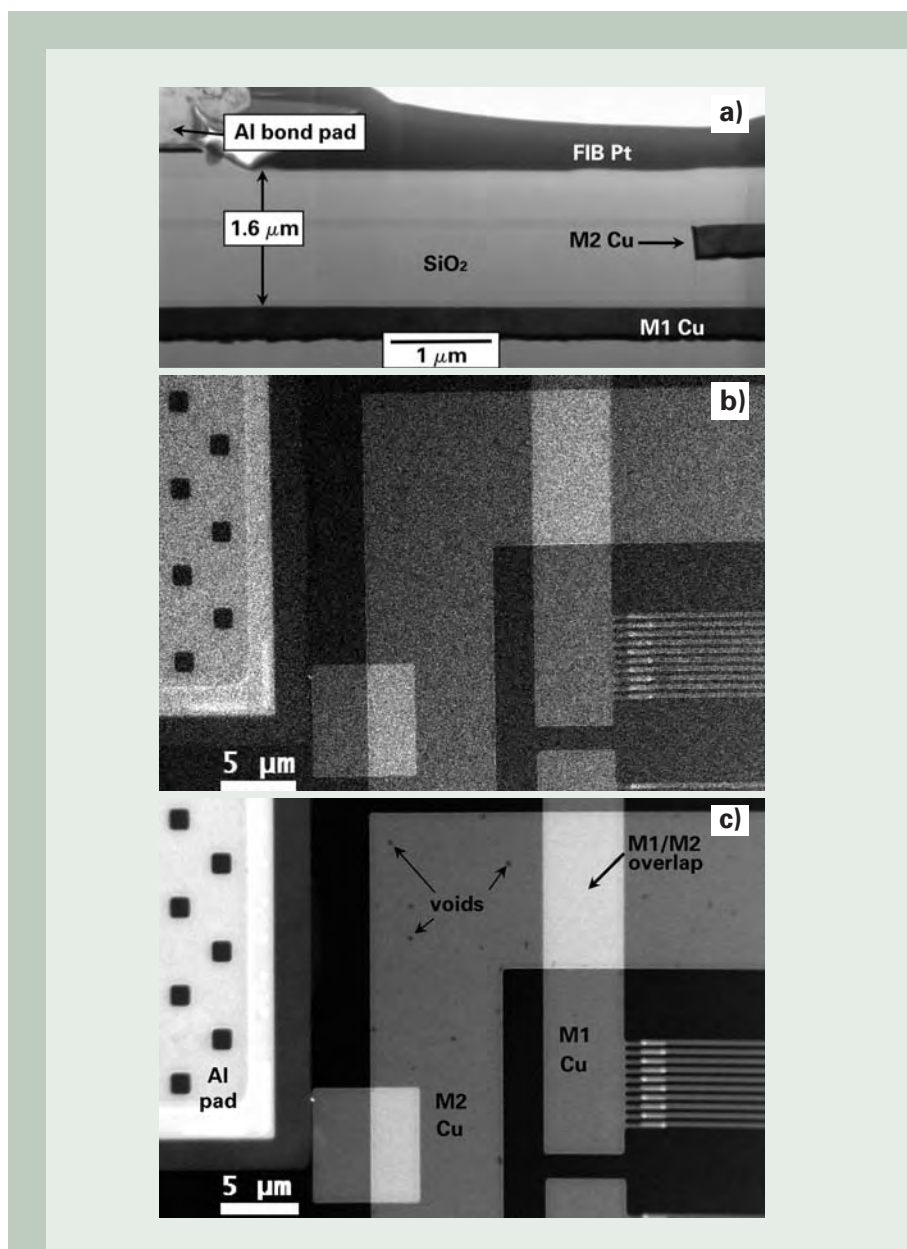 a)
Al bond pad
FIB Pt
1.6 μm
M2 Cu
SiO₂
M1 Cu
1 μm
b)
5 μm
c)
M1/M2
overlap
voids
M1
Cu
Al
pad
M2
Cu
5 μm